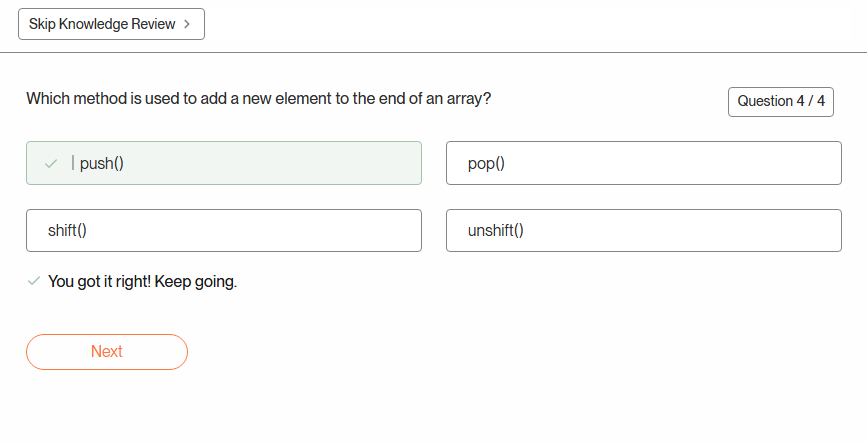 Skip Knowledge Review >
Which method is used to add a new element to the end of an array?
Question 4 / 4
✓ | push()
pop()
shift()
unshift()
✓ You got it right! Keep going.
Next